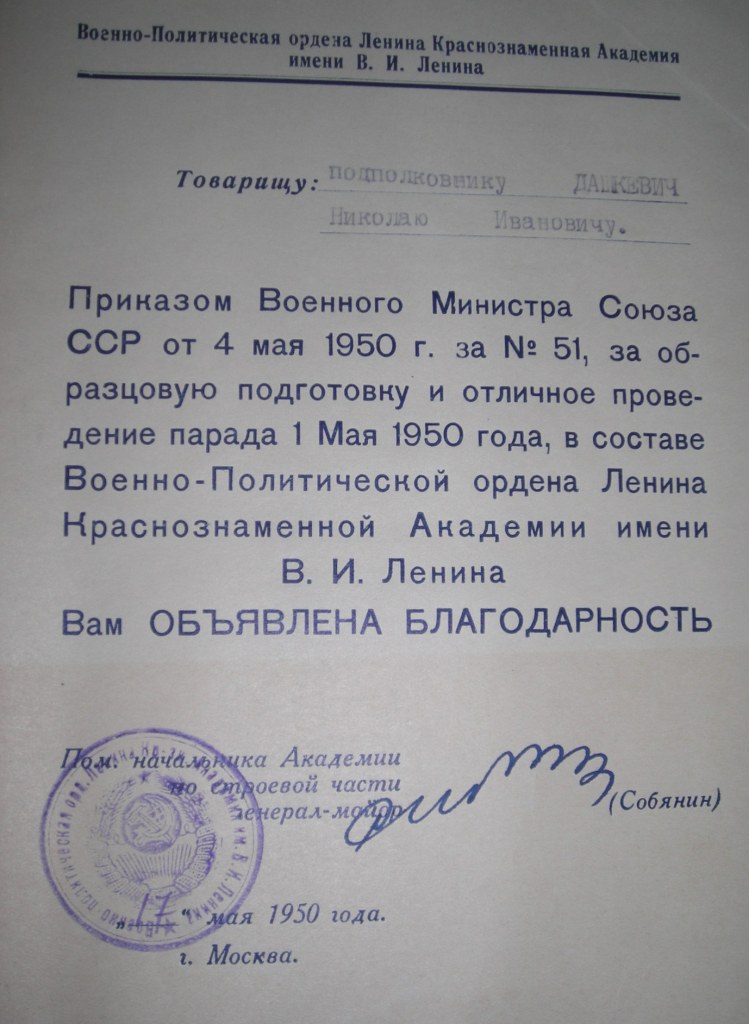 Военно-Политическая ордена Ленина Краснознаменная Академия
имени В. И. Ленина
Товарищу: подполковнику ДАШКЕВИЧ
Николаю Ивановичу.
Приказом Военного Министра Союза
ССР от 4 мая 1950 г. за № 51, за об-
разцовую подготовку и отличное прове-
дение парада 1 Мая 1950 года, в составе
Военно-Политической ордена Ленина
Краснознаменной Академии имени
В. И. Ленина
Вам ОБЪЯВЛЕНА БЛАГОДАРНОСТЬ
Пом. начальника Академии
по строевой части
генерал-майор
(Собянин)
„17“ мая 1950 года.
г. Москва.